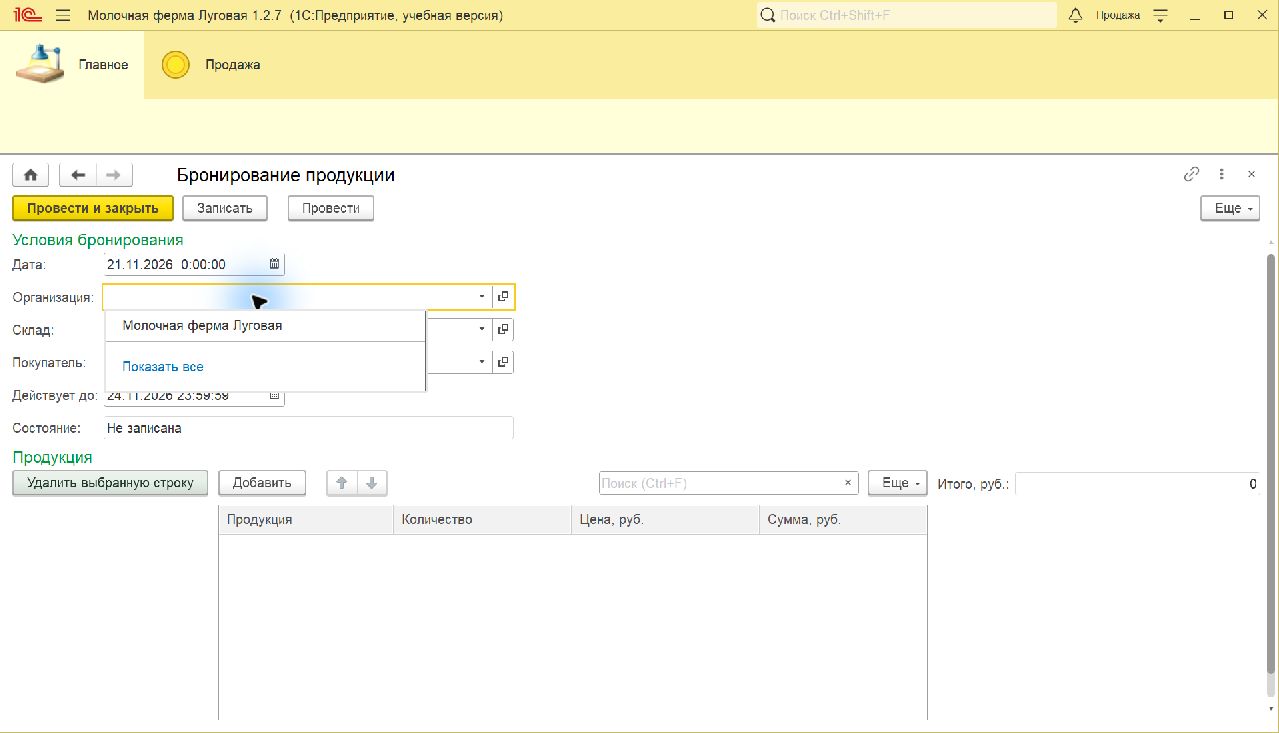 1С Молочная ферма Луговая 1.2.7 (1С:Предприятие, учебная версия) Поиск Ctrl+Shift+F Продажа
Главное Продажа
Бронирование продукции
Провести и закрыть Записать Провести Еще
Условия бронирования
Дата: 21.11.2026 0:00:00
Организация:
Молочная ферма Луговая
Склад:
Покупатель:
Показать все
Действует до: 24.11.2026 23:59:59
Состояние: Не записана
Продукция
Удалить выбранную строку Добавить Поиск (Ctrl+F) Еще Итого, руб.: 0
Продукция Количество Цена, руб. Сумма, руб.